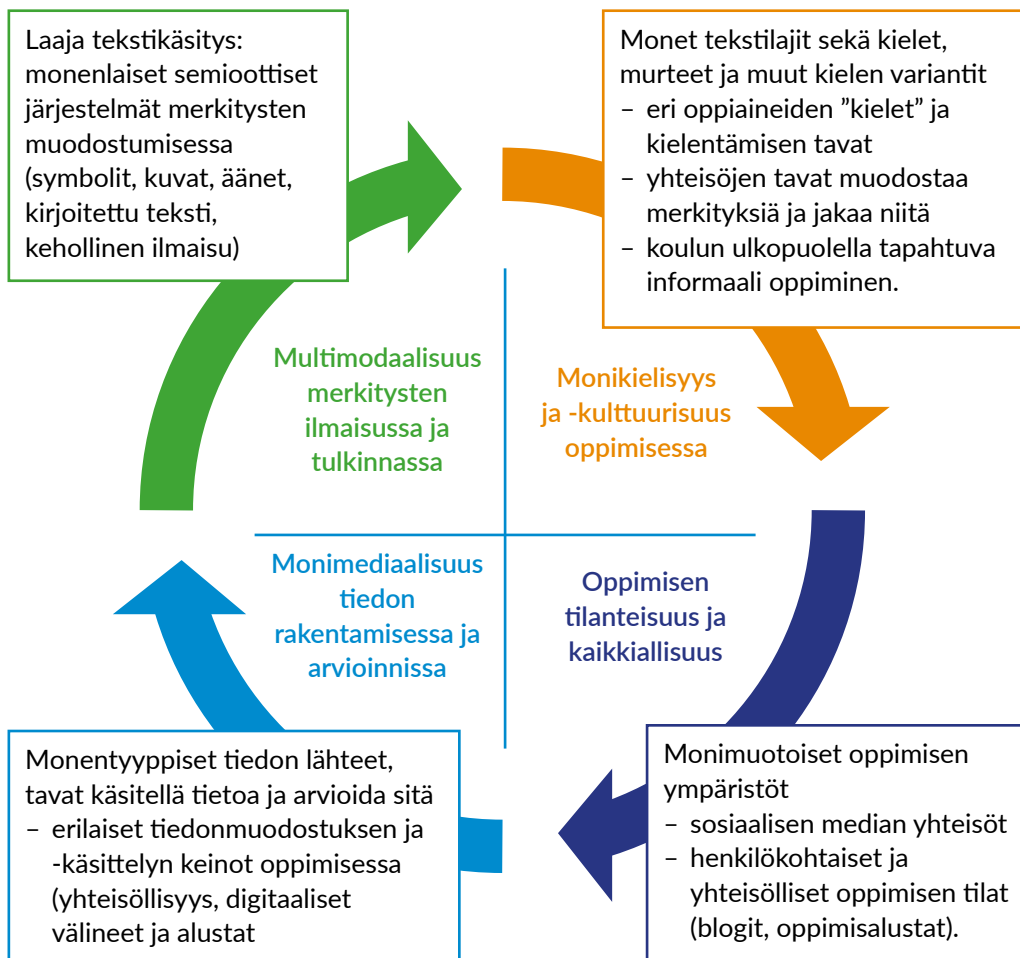 Laaja tekstikäsitys:
monenlaiset semioottiset
järjestelmät merkitysten
muodostumisessa
(symbolit, kuvat, äänet,
kirjoitettu teksti,
kehollinen ilmaisu)
Monet tekstilajit sekä kielet,
murteet ja muut kielen variantit
– eri oppiaineiden ”kielet” ja
kielentämisen tavat
– yhteisöjen tavat muodostaa
merkityksiä ja jakaa niitä
– koulun ulkopuolella tapahtuva
informaali oppiminen.
Multimodaalisuus
merkitysten
ilmaisussa ja
tulkinnassa
Monikielisyys
ja -kulttuurisuus
oppimisessa
Monimediaalisuus
tiedon
rakentamisessa ja
arvioinnissa
Oppimisen
tilanteisuus ja
kaikkiallisuus
Monentyyppiset tiedon lähteet,
tavat käsitellä tietoa ja arvioida sitä
– erilaiset tiedonmuodostuksen ja
-käsittelyn keinot oppimisessa
(yhteisöllisyys, digitaaliset
välineet ja alustat
Monimuotoiset oppimisen
ympäristöt
– sosiaalisen median yhteisöt
– henkilökohtaiset ja
yhteisölliset oppimisen tilat
(blogit, oppimisalustat).